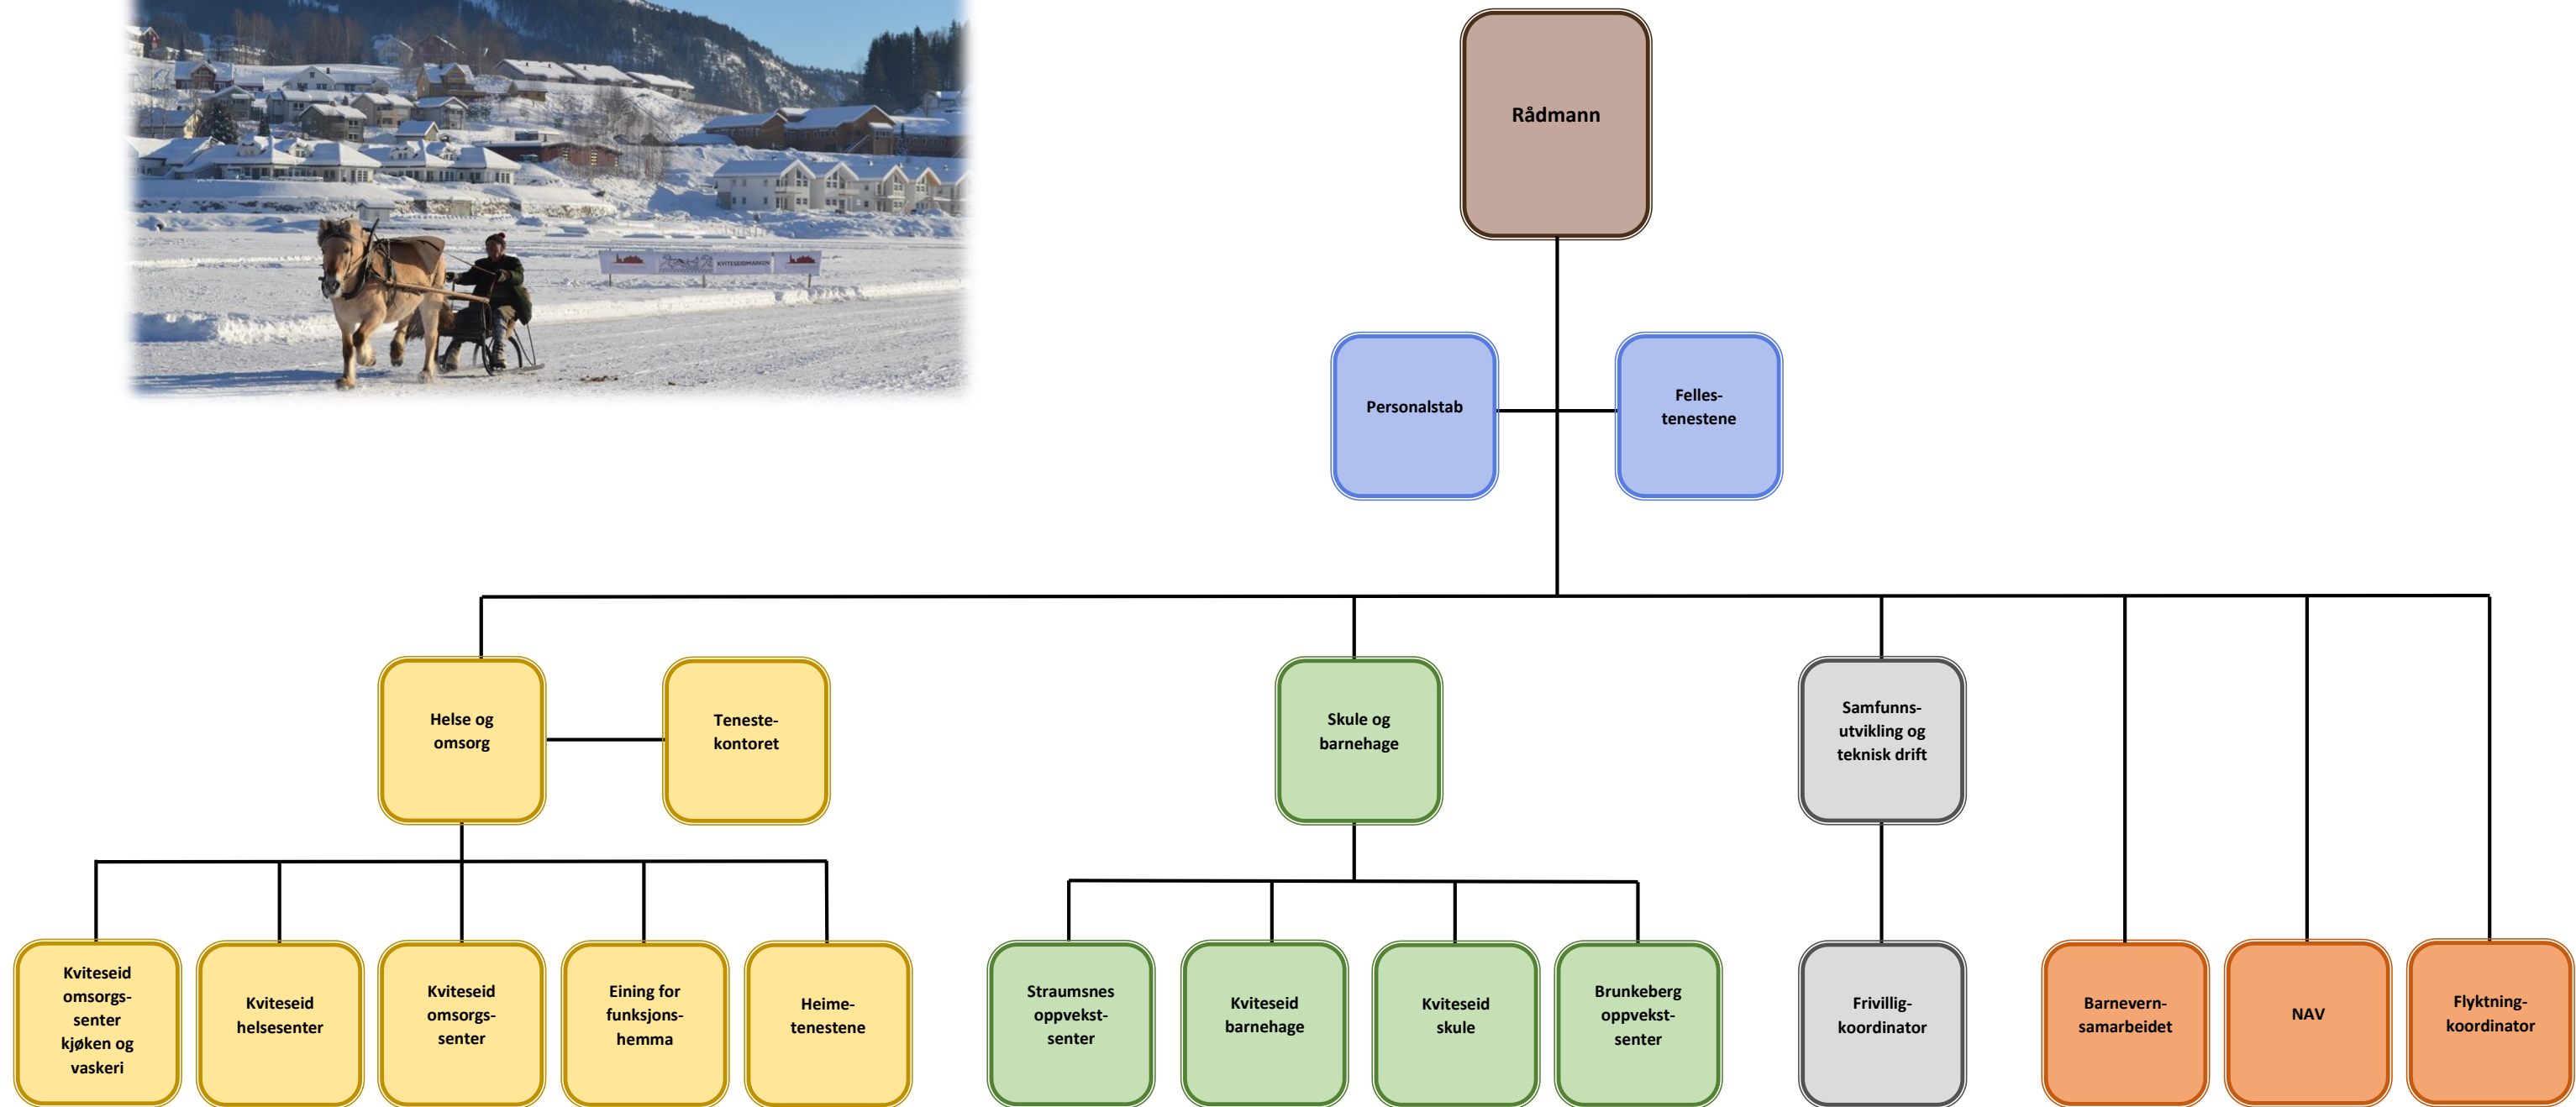 KVITESEIDMARKEN
Rådmann
Personalstab
Felles-
tenestene
Helse og
omsorg
Teneste-
kontoret
Skule og
barnehage
Samfunns-
utvikling og
teknisk drift
Kviteseid
omsorgs-
senter
kjøken og
vaskeri
Kviteseid
helsesenter
Kviteseid
omsorgs-
senter
Eining for
funksjons-
hemma
Heime-
tenestene
Straumsnes
oppvekst-
senter
Kviteseid
barnehage
Kviteseid
skule
Brunkeberg
oppvekst-
senter
Frivillig-
koordinator
Barnevern-
samarbeidet
NAV
Flyktning-
koordinator